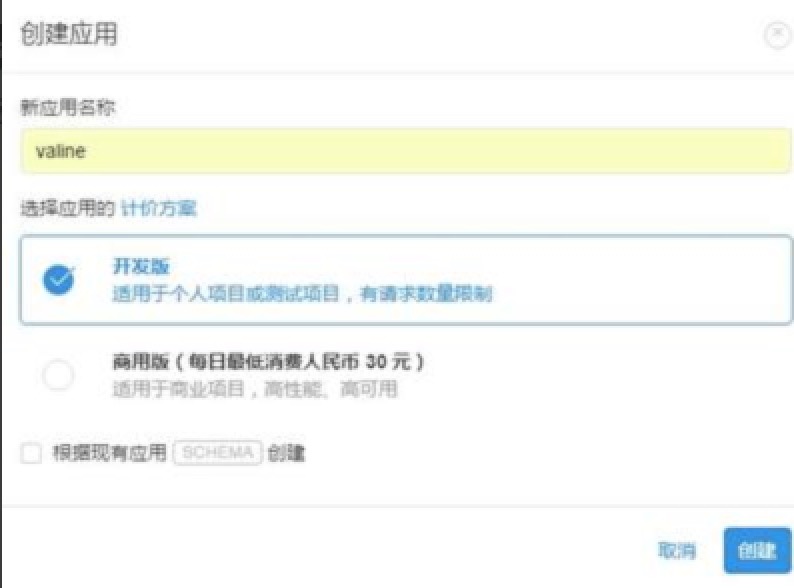 创建应用
新应用名称
valine
选择应用的 计价方案
开发版
适用于个人项目或测试项目，有请求数量限制
商用版（每日最低消费人民币 30 元）
适用于商业项目，高性能、高可用
根据现有应用 SCHEMA 创建
取消 创建